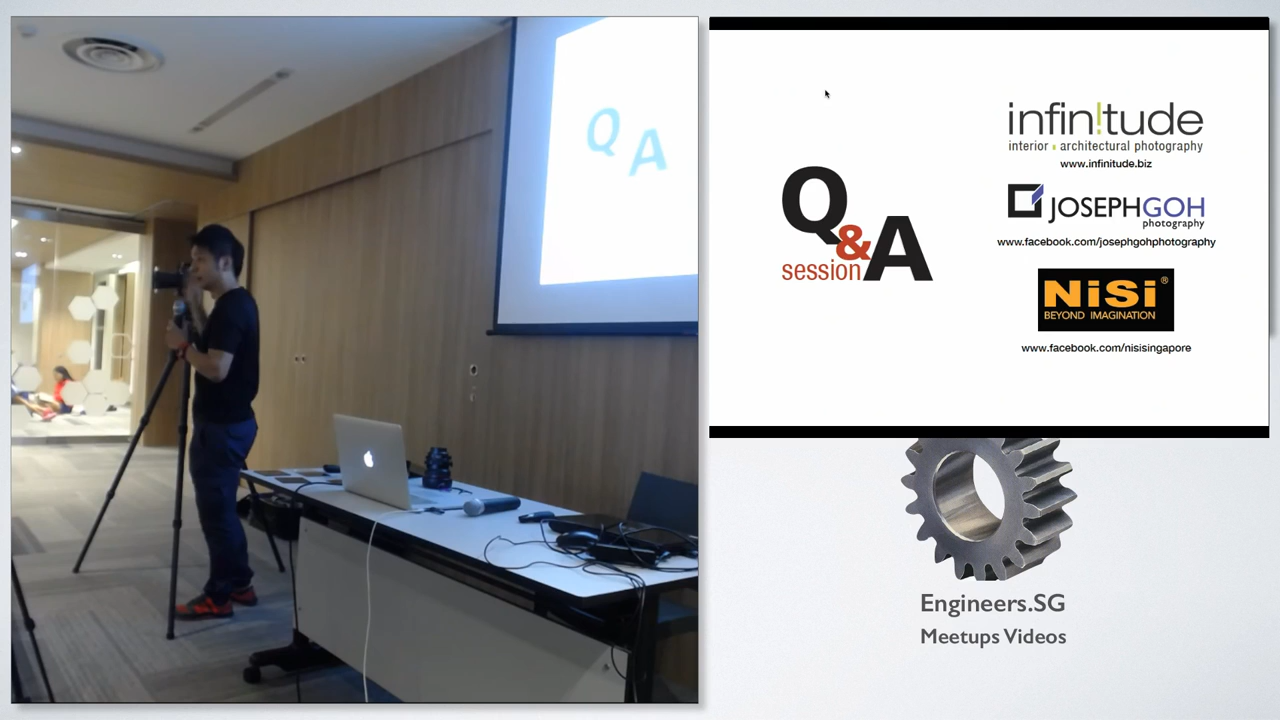 Q A
infin!tude
interior architectural photography
www.infinitude.biz
Q&A
session
JOSEPHGOH
photography
www.facebook.com/josephgohphotography
NiSi®
BEYOND IMAGINATION
www.facebook.com/nisisingapore
Engineers.SG
Meetups Videos